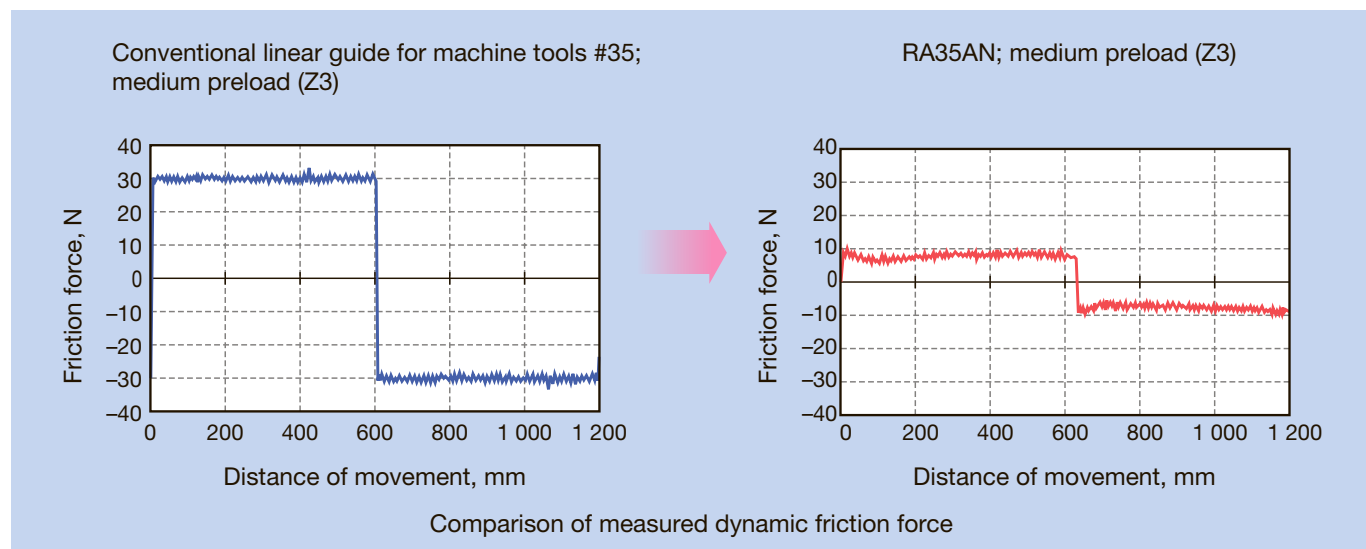 Conventional linear guide for machine tools #35;
medium preload (Z3)
Friction force, N
40
30
20
10
0
–10
–20
–30
–40
0 200 400 600 800 1 000 1 200
Distance of movement, mm
RA35AN; medium preload (Z3)
Friction force, N
40
30
20
10
0
–10
–20
–30
–40
0 200 400 600 800 1 000 1 200
Distance of movement, mm
Comparison of measured dynamic friction force